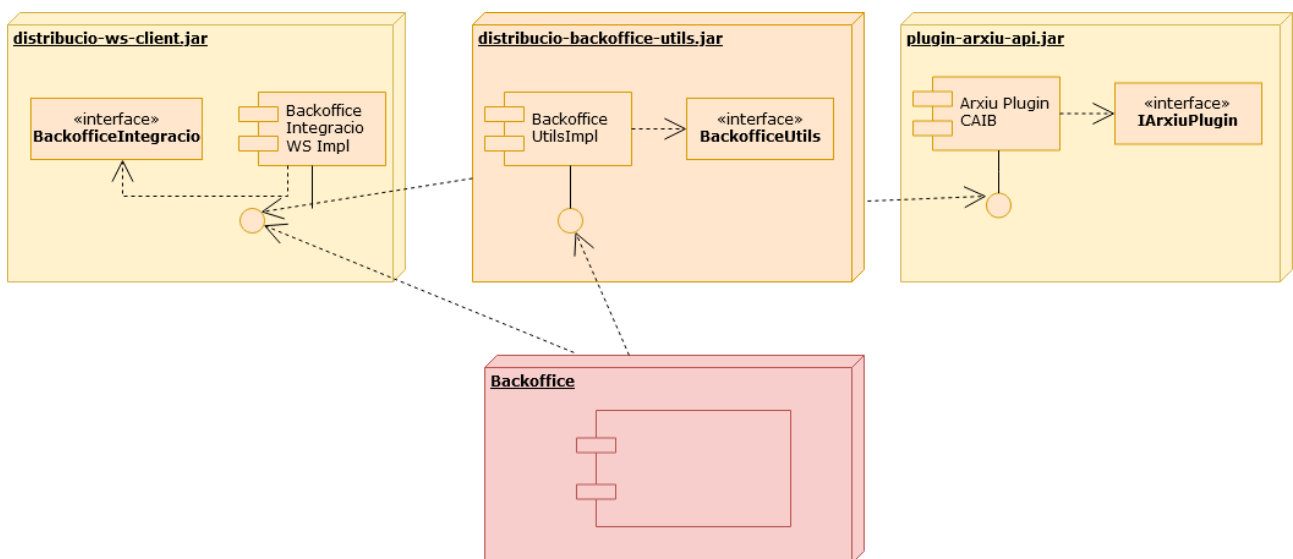 distribucio-ws-client.jar
«interface»
BackofficeIntegracio
Backoffice
Integracio
WS Impl
distribucio-backoffice-utils.jar
Backoffice
UtilsImpl
«interface»
BackofficeUtils
plugin-arxiu-api.jar
Arxiu Plugin
CAIB
«interface»
IArxiuPlugin
Backoffice